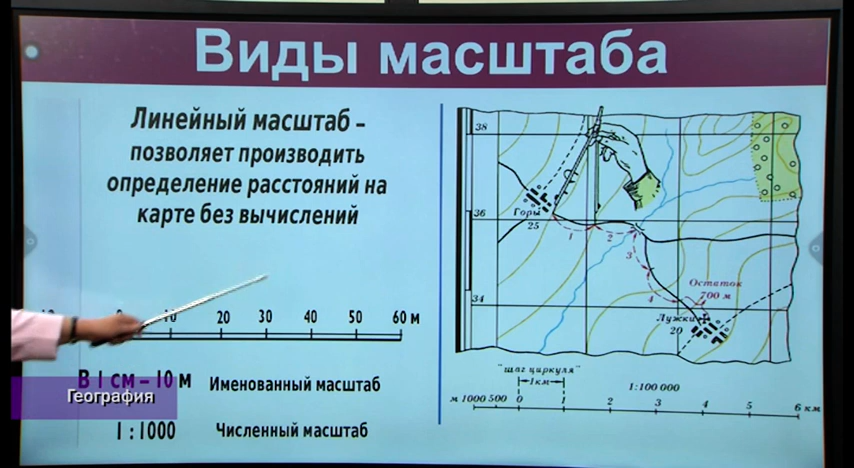 Виды масштаба
Линейный масштаб –
позволяет производить
определение расстояний на
карте без вычислений
10 20 30 40 50 60 м
В 1 см – 10 м Именованный масштаб
География
1 : 1000 Численный масштаб
38
36
34
Горы
25
1 2
3
4
Остаток
700 м
Лужки
20
"шаг циркуля"
1км
1:100 000
м 1000 500 0 1 2 3 4 5 6 км